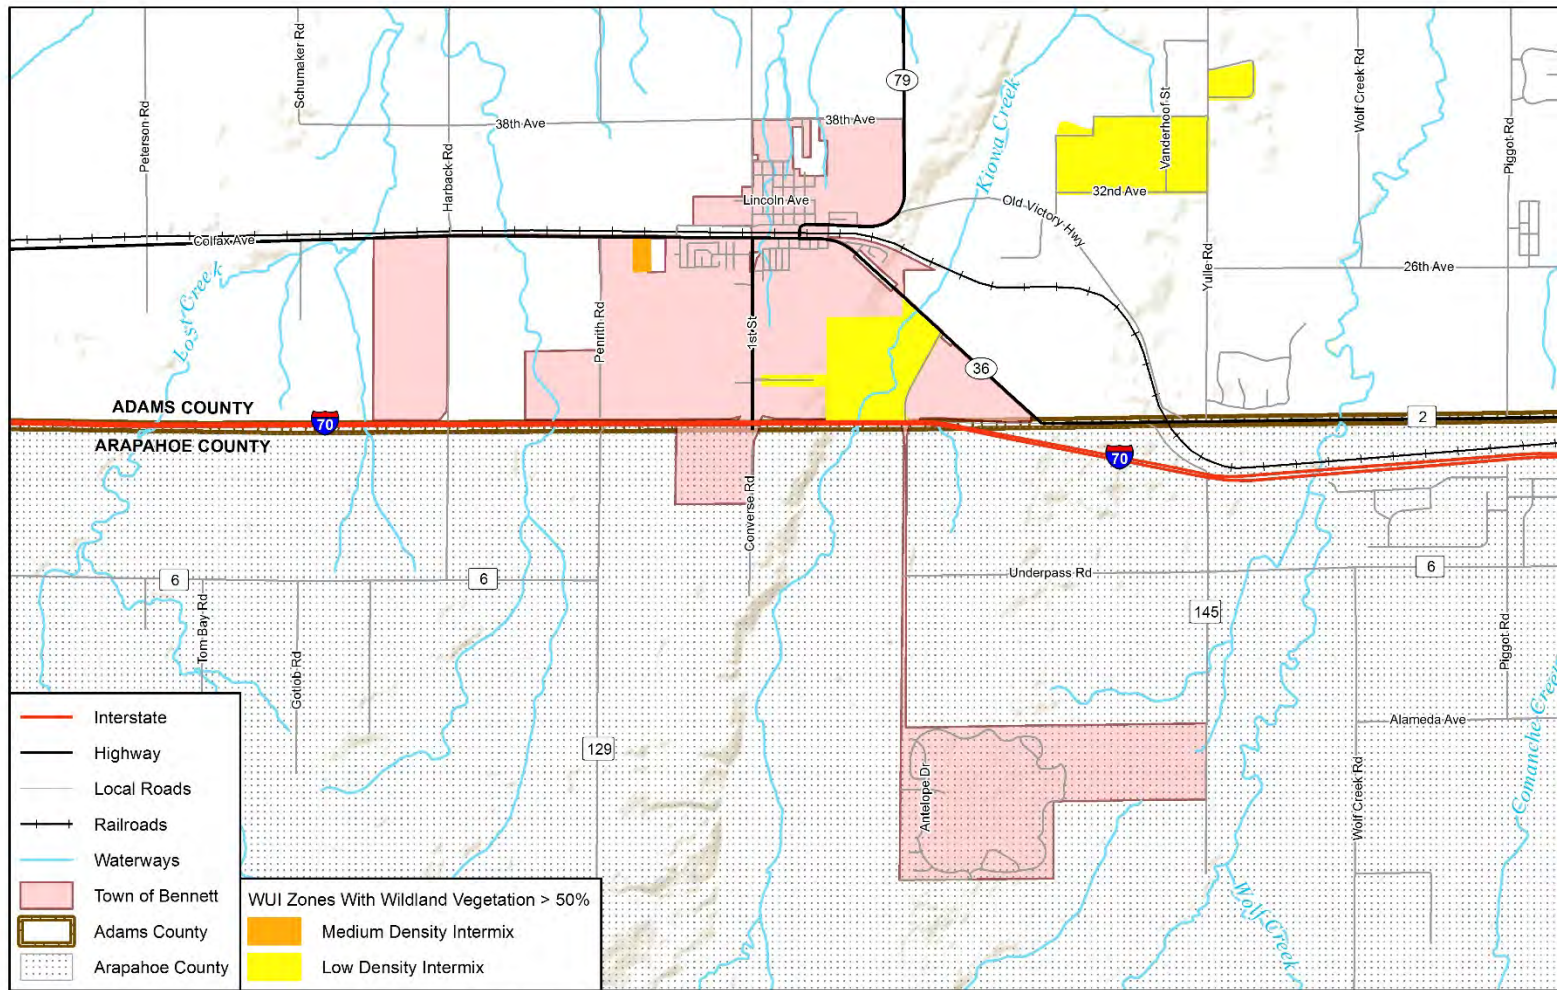 Schumaker Rd
Peterson Rd
Harback Rd
38th Ave
38th Ave
79
Kiowa Creek
Vanderhoof St
Wolf Creek Rd
Piggot Rd
32nd Ave
Lincoln Ave
Old Victory Hwy
Colfax Ave
Lost Creek
Penrith Rd
1st St
Yulle Rd
26th Ave
36
ADAMS COUNTY
70
ARAPAHOE COUNTY
2
70
Converse Rd
6
6
Underpass Rd
6
145
Tom Bay Rd
Gotlob Rd
Piggot Rd
129
Alameda Ave
Antelope Dr
Wolf Creek Rd
Comanche Creek
Wolf Creek
Interstate
Highway
Local Roads
Railroads
Waterways
Town of Bennett
Adams County
Arapahoe County
WUI Zones With Wildland Vegetation > 50%
Medium Density Intermix
Low Density Intermix